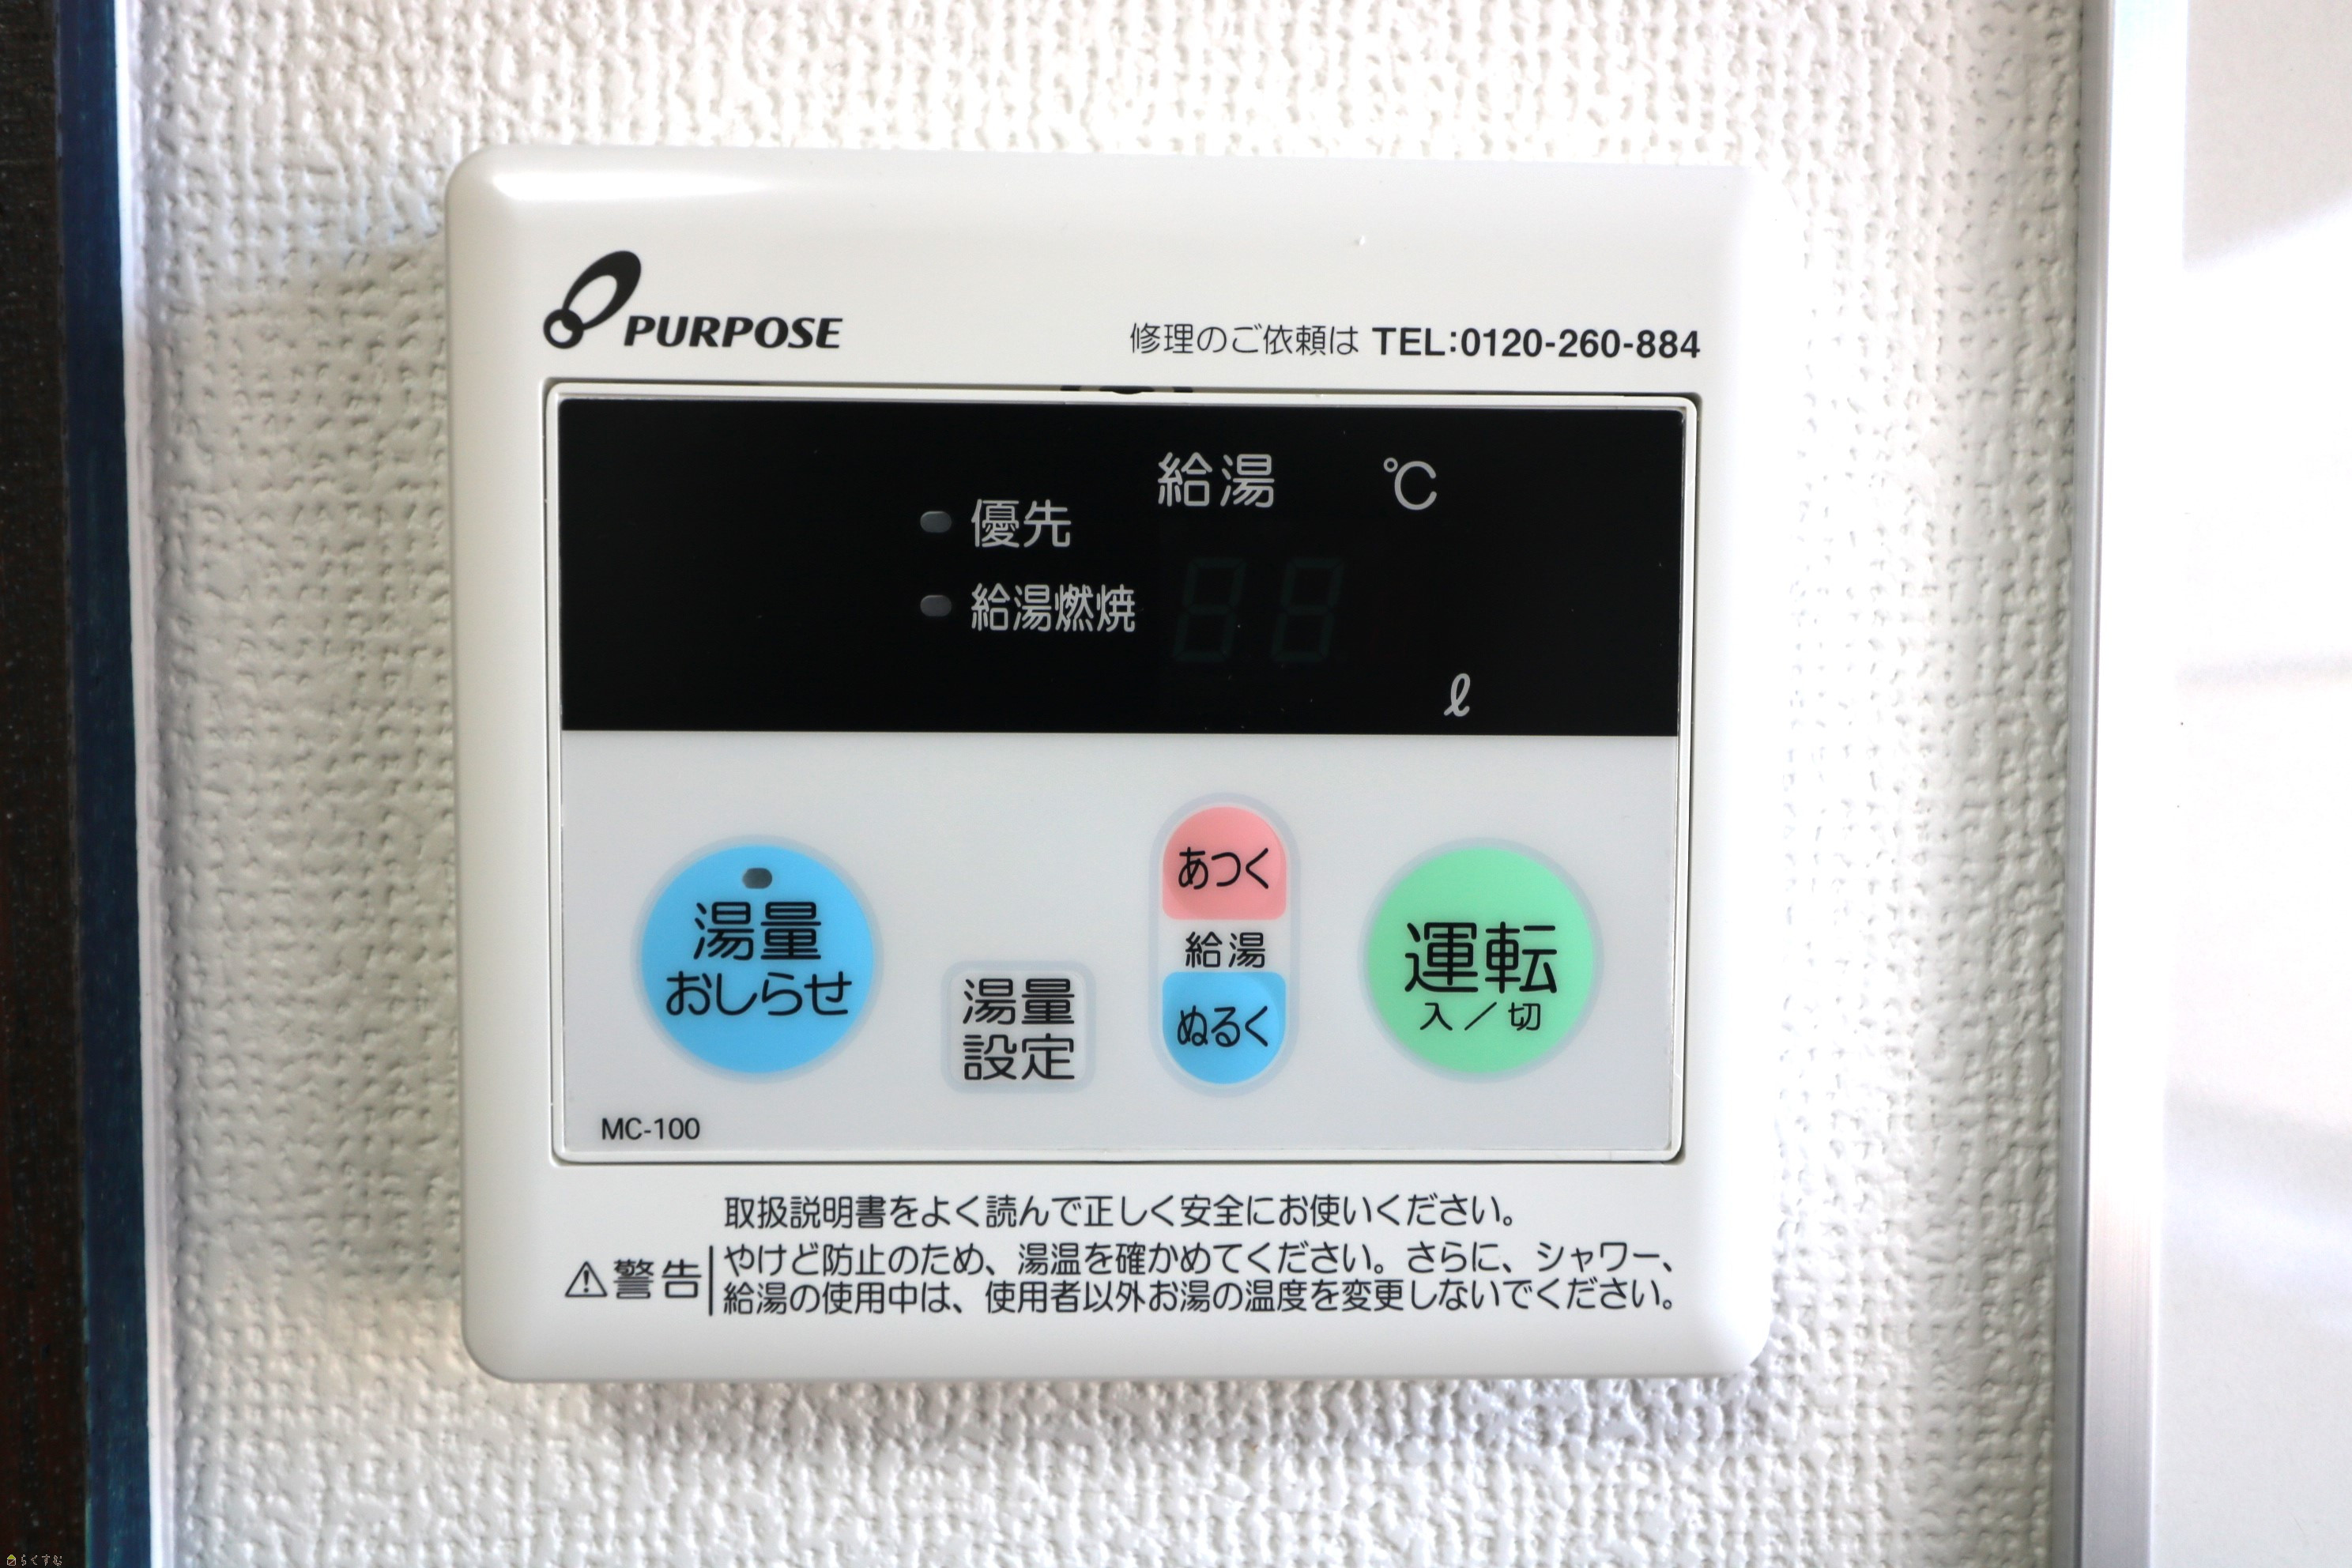 PURPOSE
修理のご依頼は TEL:0120-260-884
給湯 ℃
優先
給湯燃焼
ℓ
湯量
おしらせ
湯量
設定
あつく
給湯
ぬるく
運転
入／切
MC-100
取扱説明書をよく読んで正しく安全にお使いください。
⚠警告
やけど防止のため、湯温を確かめてください。さらに、シャワー、
給湯の使用中は、使用者以外お湯の温度を変更しないでください。
らくすむ